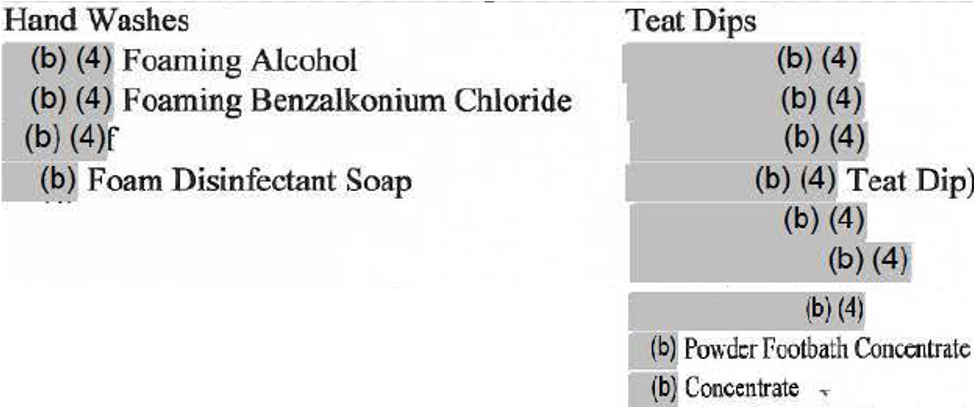 Hand Washes
(b) (4) Foaming Alcohol
(b) (4) Foaming Benzalkonium Chloride
(b) (4)f
(b) Foam Disinfectant Soap
Teat Dips
(b) (4)
(b) (4)
(b) (4)
(b) (4) Teat Dip)
(b) (4)
(b) (4)
(b) (4)
(b) Powder Footbath Concentrate
(b) Concentrate